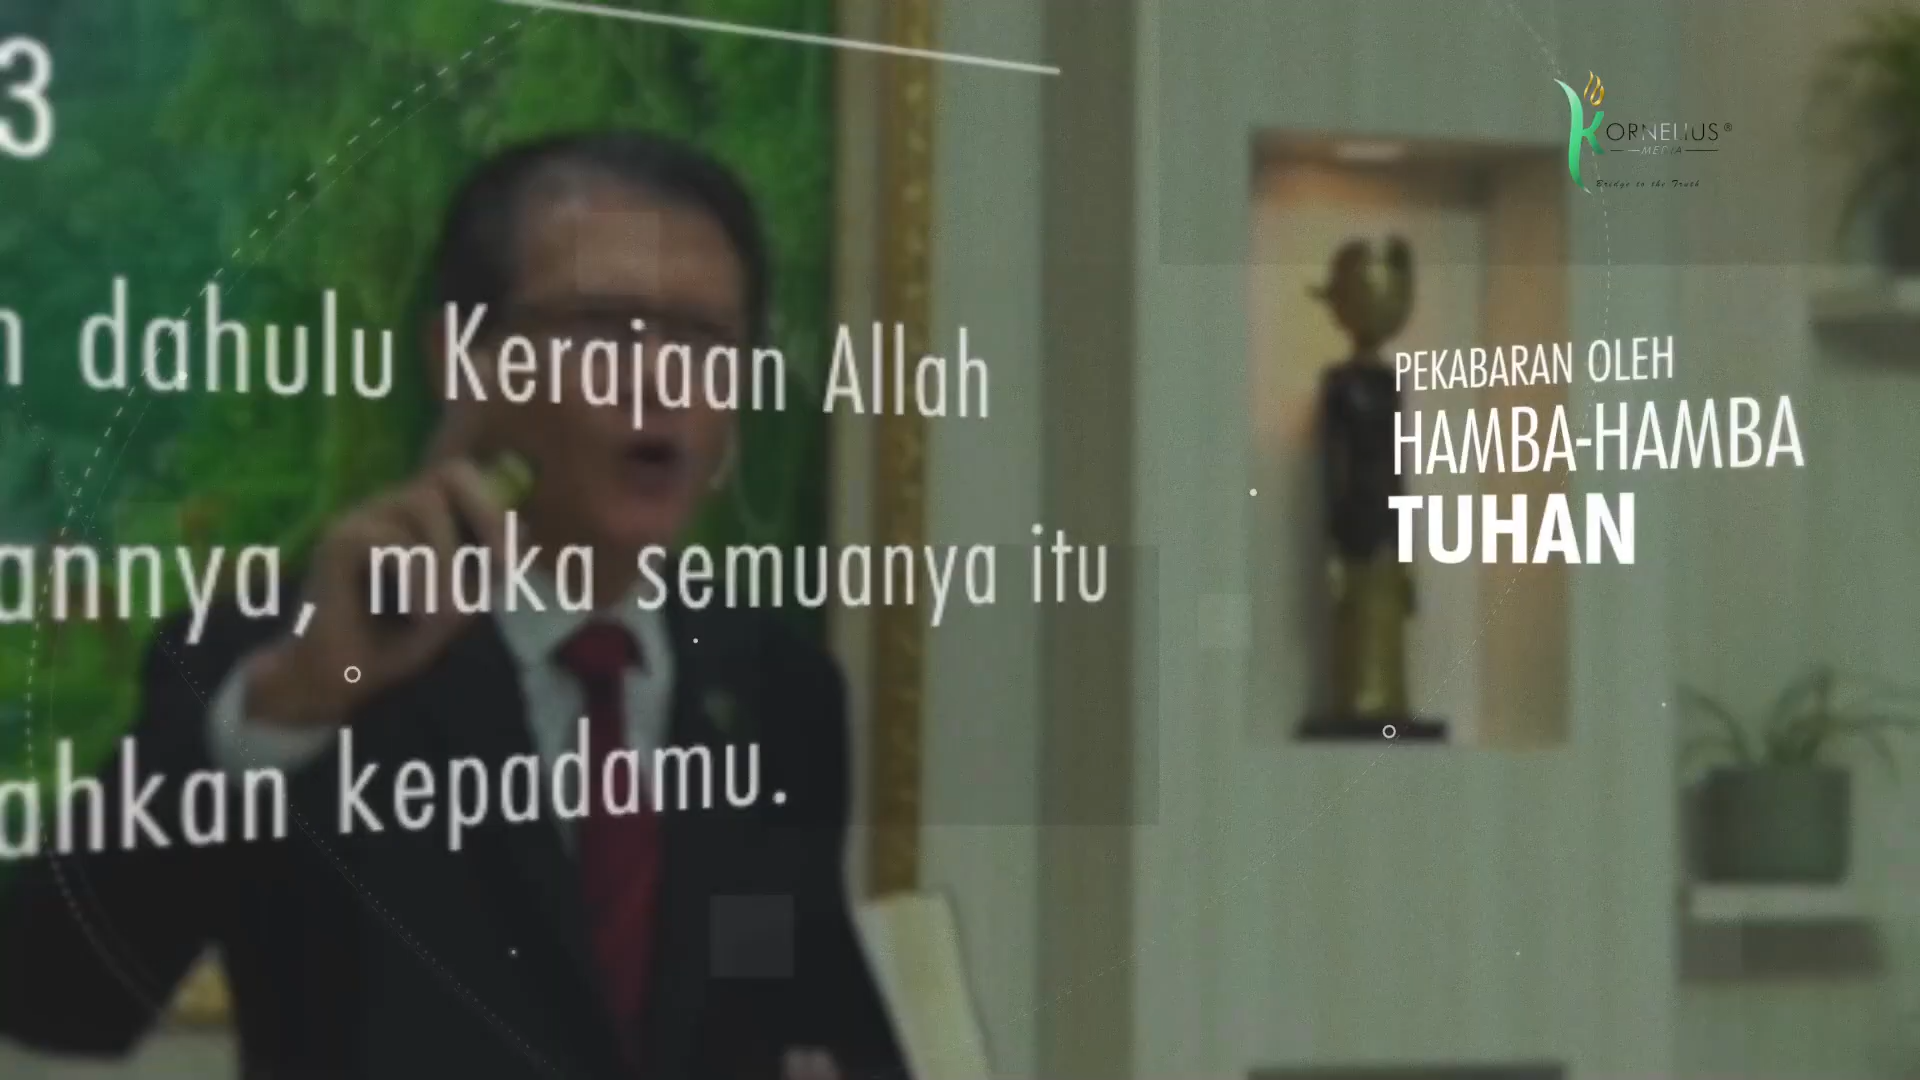 3
n dahulu Kerajaan Allah
annya, maka semuanya itu
ahkan kepadamu.
KORNELIUS®
MEDIA
Bridge to the Truth
PEKABARAN OLEH
HAMBA-HAMBA
TUHAN